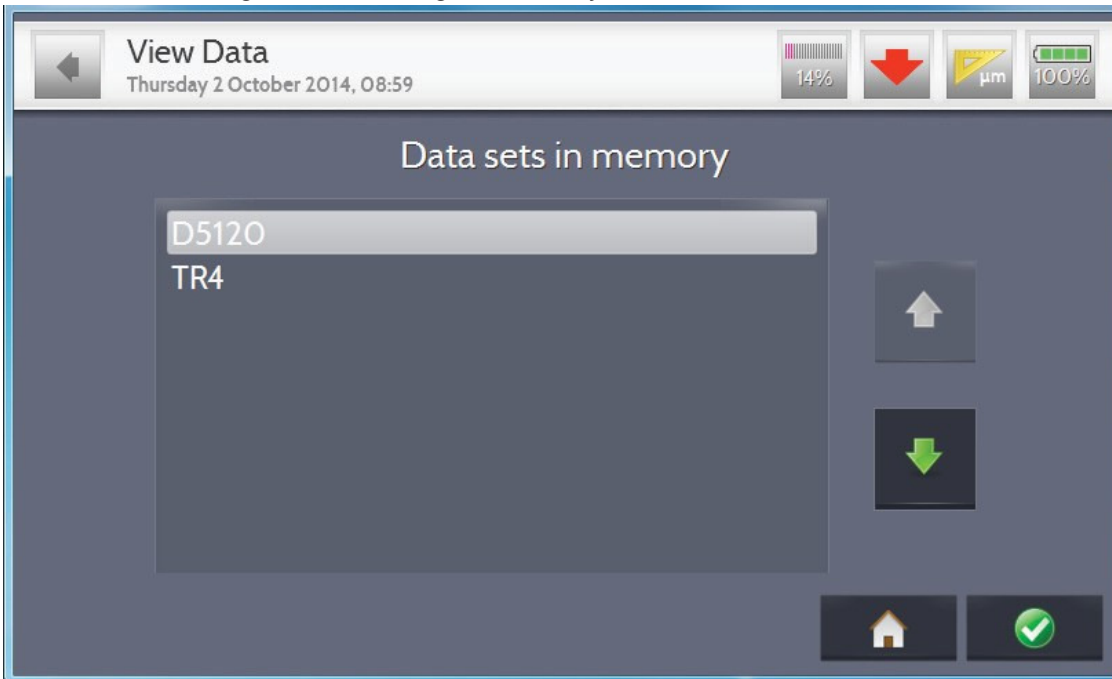 View Data
Thursday 2 October 2014, 08:59
14%
µm
100%
Data sets in memory
D5120
TR4